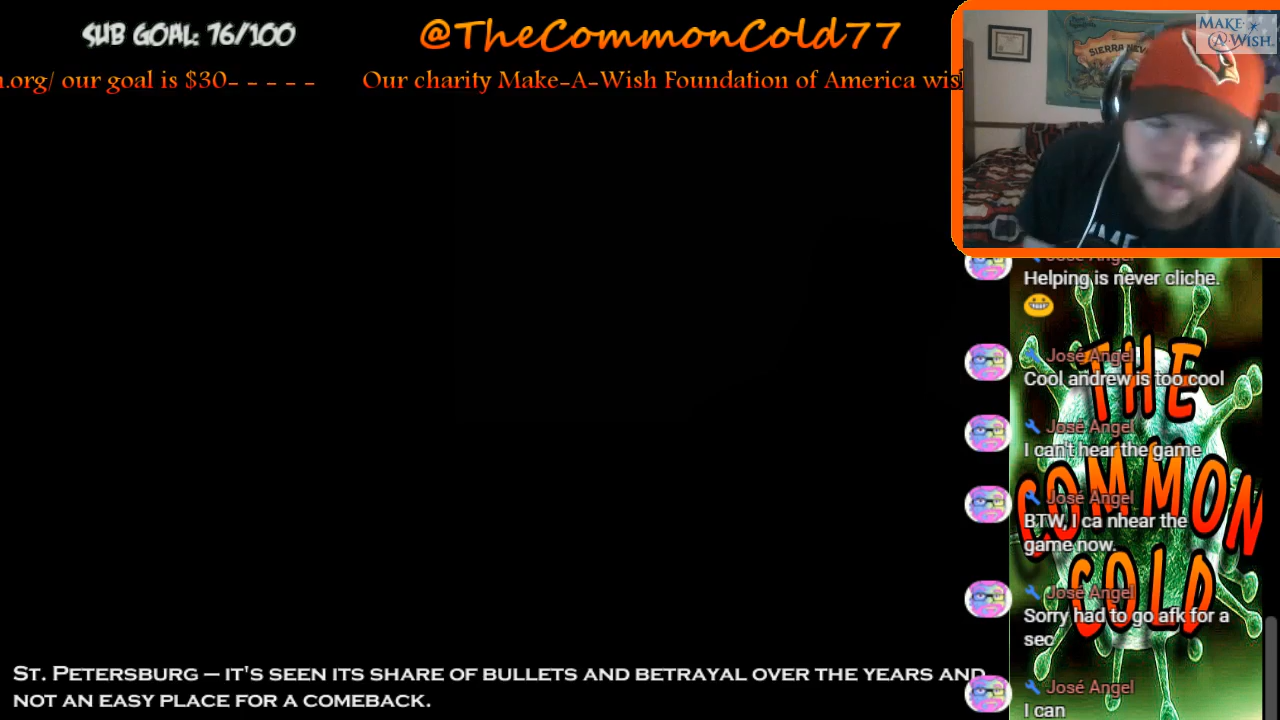 SUB GOAL: 76/100
@TheCommonCold77
.org/ our goal is $30- - - - -
Our charity Make-A-Wish Foundation of America wish
MAKE-A-WISH.
SIERRA NEV
Helping is never cliche.
José Angel
Cool andrew is too cool
José Angel
I can't hear the game
José Angel
BTW, I ca nhear the
game now.
José Angel
Sorry had to go afk for a
sec
José Angel
I can
THE
COMMON
COLD
ST. PETERSBURG – IT'S SEEN ITS SHARE OF BULLETS AND BETRAYAL OVER THE YEARS AND
NOT AN EASY PLACE FOR A COMEBACK.